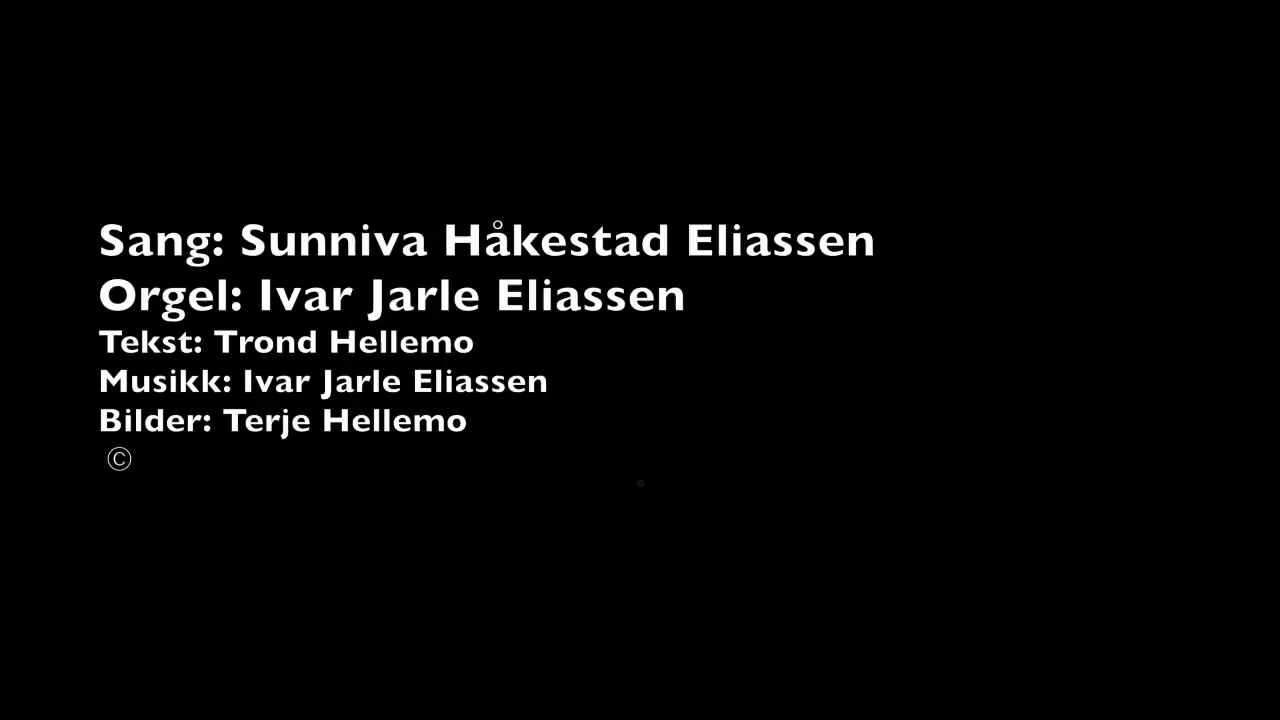 Sang: Sunniva Håkestad Eliassen
Orgel: Ivar Jarle Eliassen
Tekst: Trond Hellemo
Musikk: Ivar Jarle Eliassen
Bilder: Terje Hellemo
©
©